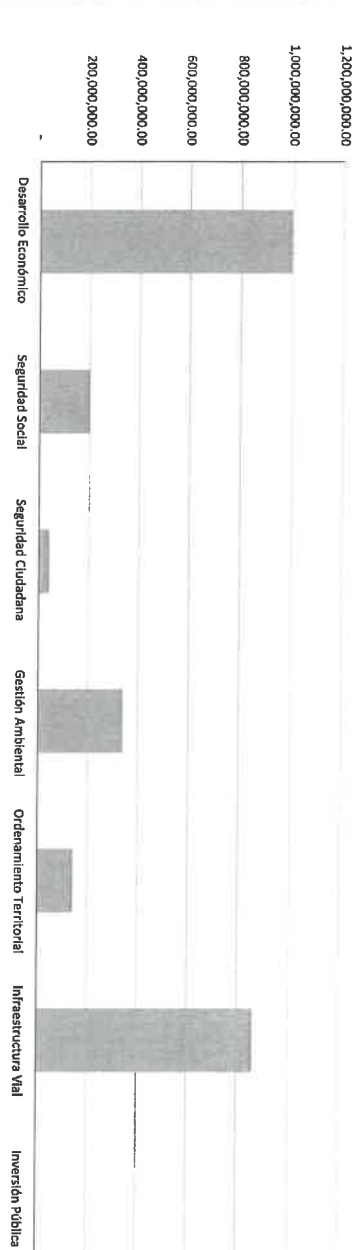 1,200,000,000.00
1,000,000,000.00
800,000,000.00
600,000,000.00
400,000,000.00
200,000,000.00
-
Desarrollo Económico
Seguridad Social
Seguridad Ciudadana
Gestión Ambiental
Ordenamiento Territorial
Infraestructura Vial
Inversión Pública